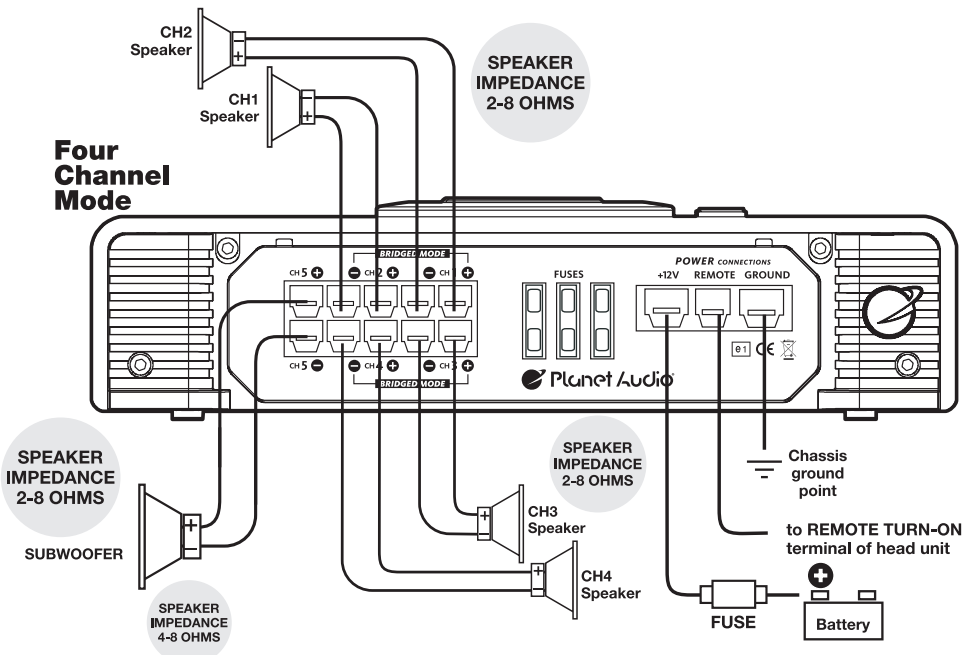 CH2
Speaker
CH1
Speaker
SPEAKER
IMPEDANCE
2-8 OHMS
Four
Channel
Mode
BRIDGED MODE
CH 5 + - CH 2 + - CH 1 +
FUSES
POWER CONNECTIONS
+12V REMOTE GROUND
e1 CE
CH 5 - - CH 4 + - CH 3 +
BRIDGED MODE
Planet Audio®
SPEAKER
IMPEDANCE
2-8 OHMS
SUBWOOFER
SPEAKER
IMPEDANCE
4-8 OHMS
SPEAKER
IMPEDANCE
2-8 OHMS
CH3
Speaker
CH4
Speaker
Chassis
ground
point
to REMOTE TURN-ON
terminal of head unit
FUSE
+
Battery